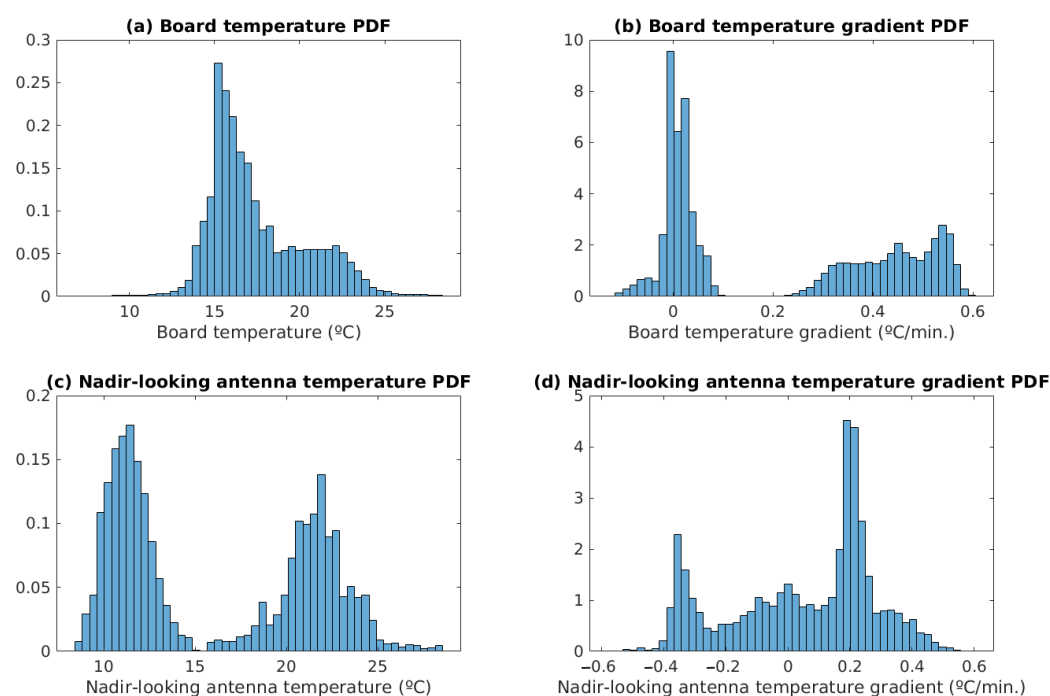 (a) Board temperature PDF
0.3
0.25
0.2
0.15
0.1
0.05
0
10 15 20 25
Board temperature (ºC)
(b) Board temperature gradient PDF
10
8
6
4
2
0
0 0.2 0.4 0.6
Board temperature gradient (ºC/min.)
(c) Nadir-looking antenna temperature PDF
0.2
0.15
0.1
0.05
0
10 15 20 25
Nadir-looking antenna temperature (ºC)
(d) Nadir-looking antenna temperature gradient PDF
5
4
3
2
1
0
−0.6 −0.4 −0.2 0 0.2 0.4 0.6
Nadir-looking antenna temperature gradient (ºC/min.)